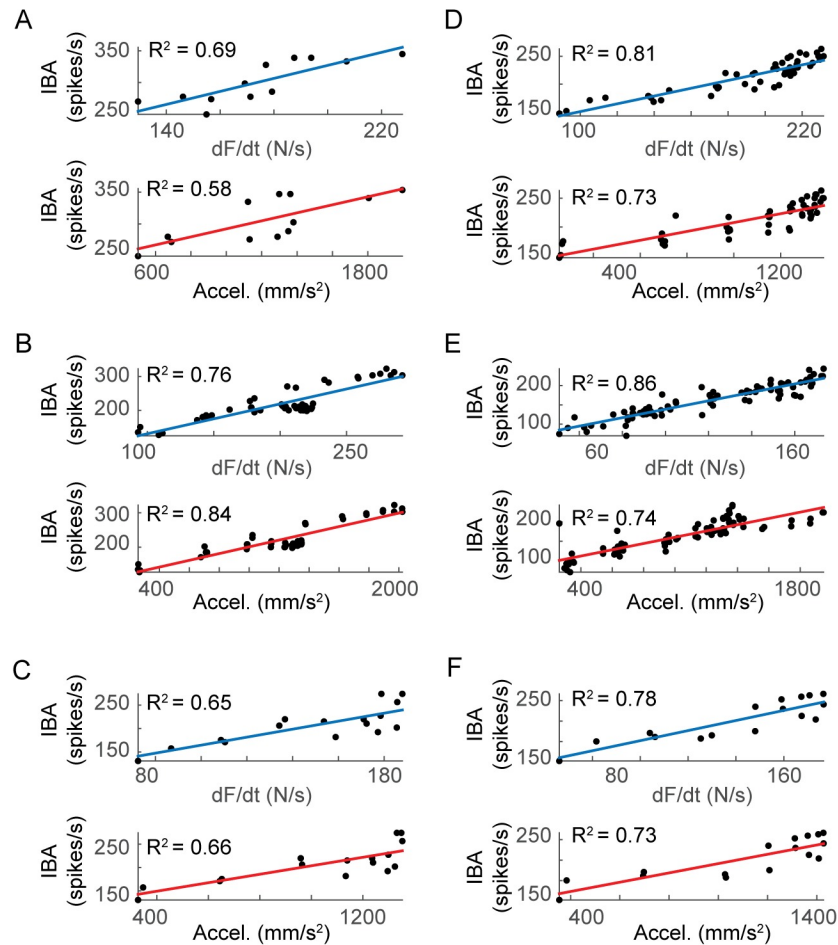 A
IBA
(spikes/s)
350
250
R² = 0.69
140
220
dF/dt (N/s)
IBA
(spikes/s)
350
250
R² = 0.58
600
1800
Accel. (mm/s²)
B
IBA
(spikes/s)
300
200
R² = 0.76
100
250
dF/dt (N/s)
IBA
(spikes/s)
300
200
R² = 0.84
400
2000
Accel. (mm/s²)
C
IBA
(spikes/s)
250
150
R² = 0.65
80
180
dF/dt (N/s)
IBA
(spikes/s)
250
150
R² = 0.66
400
1200
Accel. (mm/s²)
D
IBA
(spikes/s)
250
150
R² = 0.81
100
220
dF/dt (N/s)
IBA
(spikes/s)
250
150
R² = 0.73
400
1200
Accel. (mm/s²)
E
IBA
(spikes/s)
200
100
R² = 0.86
60
160
dF/dt (N/s)
IBA
(spikes/s)
200
100
R² = 0.74
400
1800
Accel. (mm/s²)
F
IBA
(spikes/s)
250
150
R² = 0.78
80
160
dF/dt (N/s)
IBA
(spikes/s)
250
150
R² = 0.73
400
1400
Accel. (mm/s²)